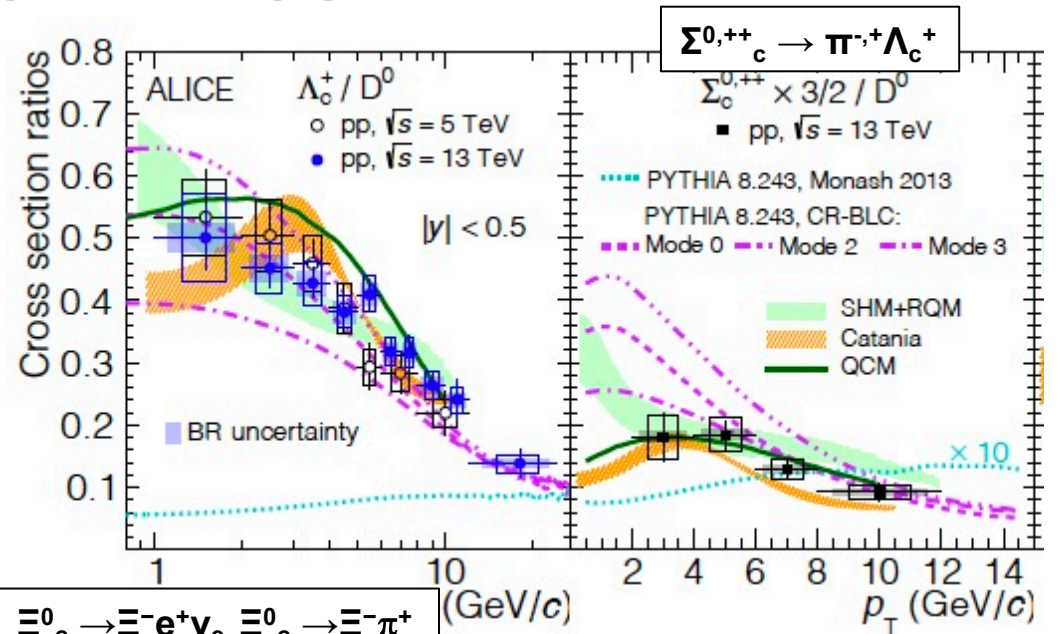 Σ⁰,⁺⁺c → π⁻,⁺Λc⁺
Cross section ratios
0.8
0.7
0.6
0.5
0.4
0.3
0.2
0.1
ALICE
Λc⁺ / D⁰
pp, √s = 5 TeV
pp, √s = 13 TeV
|y| < 0.5
BR uncertainty
1
10
(GeV/c)
Σc⁰,⁺⁺ × 3/2 / D⁰
pp, √s = 13 TeV
PYTHIA 8.243, Monash 2013
PYTHIA 8.243, CR-BLC:
Mode 0 Mode 2 Mode 3
SHM+RQM
Catania
QCM
× 10
2 4 6 8 10 12 14
pT (GeV/c)
Ξ⁰c → Ξ⁻e⁺νe Ξ⁰c → Ξ⁻π⁺